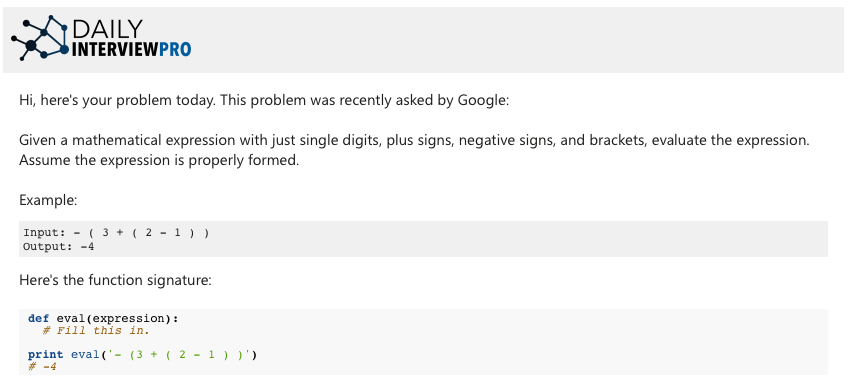 DAILY
INTERVIEWPRO
Hi, here's your problem today. This problem was recently asked by Google:
Given a mathematical expression with just single digits, plus signs, negative signs, and brackets, evaluate the expression.
Assume the expression is properly formed.
Example:
Input: - ( 3 + ( 2 - 1 ) )
Output: -4
Here's the function signature:
def eval(expression):
  # Fill this in.
print eval('- (3 + ( 2 - 1 ) )')
# -4